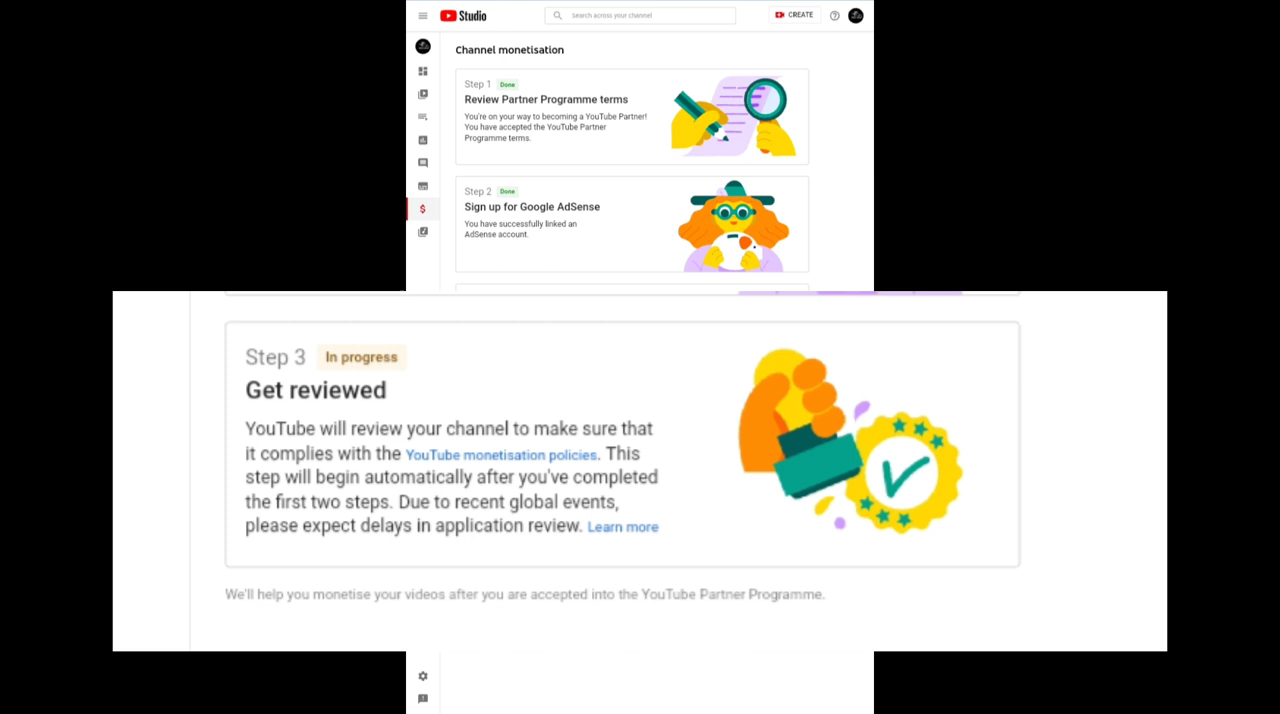 Studio
Search across your channel
CREATE
Channel monetisation
Step 1 Done
Review Partner Programme terms
You're on your way to becoming a YouTube Partner!
You have accepted the YouTube Partner
Programme terms.
Step 2 Done
Sign up for Google AdSense
You have successfully linked an
AdSense account.
$
Step 3 In progress
Get reviewed
YouTube will review your channel to make sure that
it complies with the YouTube monetisation policies. This
step will begin automatically after you've completed
the first two steps. Due to recent global events,
please expect delays in application review. Learn more
We'll help you monetise your videos after you are accepted into the YouTube Partner Programme.